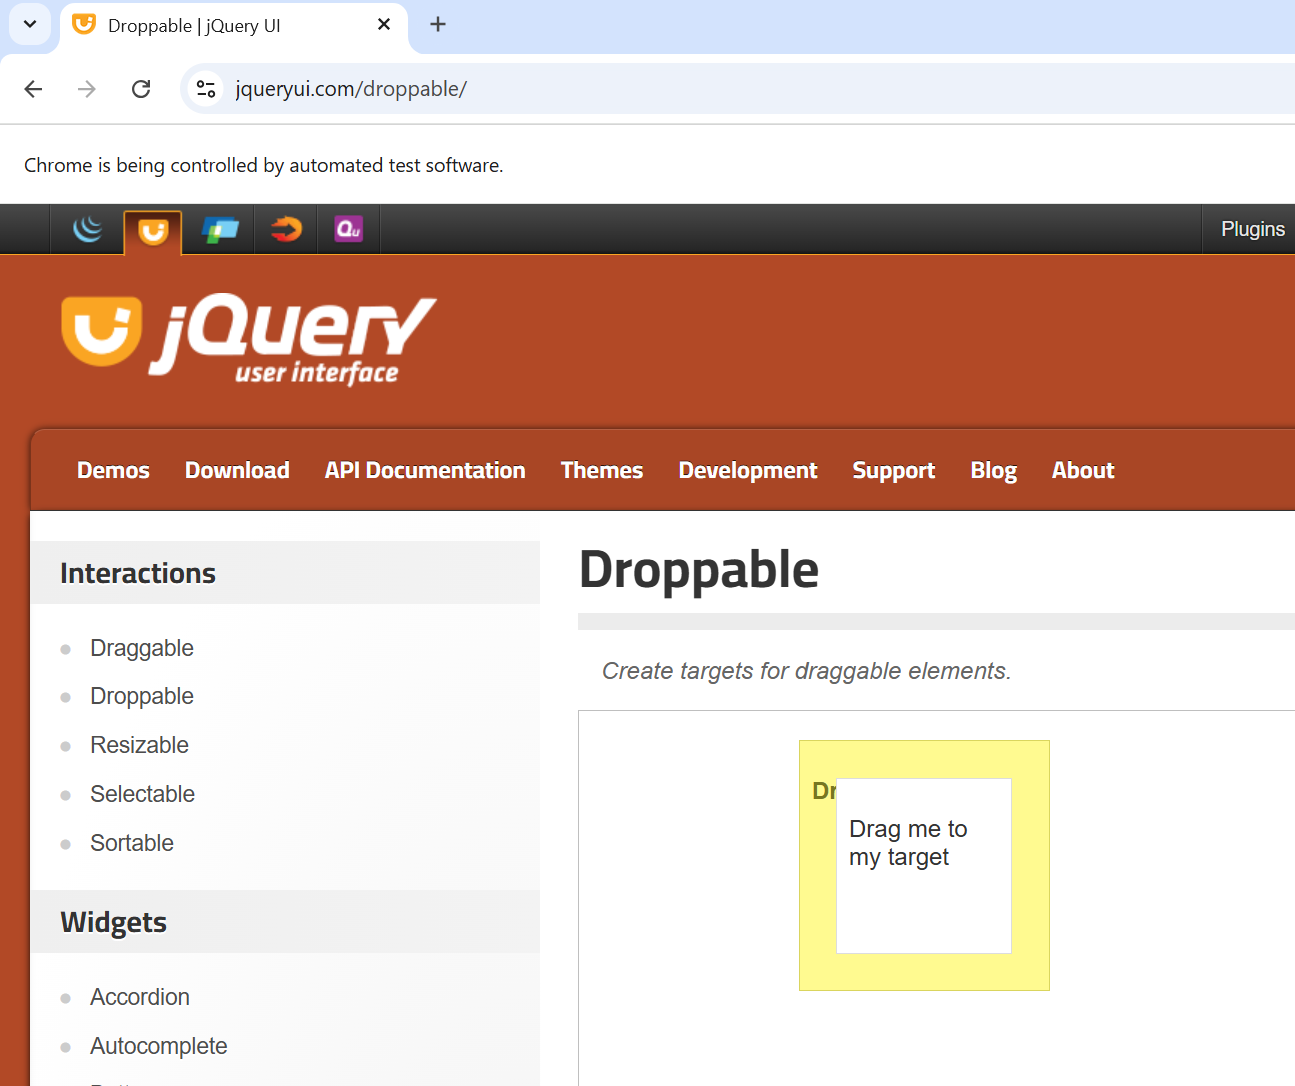 Droppable | jQuery UI
jqueryui.com/droppable/
Chrome is being controlled by automated test software.
Qu
Plugins
jQuery
user interface
Demos Download API Documentation Themes Development Support Blog About
Interactions
Draggable
Droppable
Resizable
Selectable
Sortable
Widgets
Accordion
Autocomplete
Droppable
Create targets for draggable elements.
Dr
Drag me to
my target